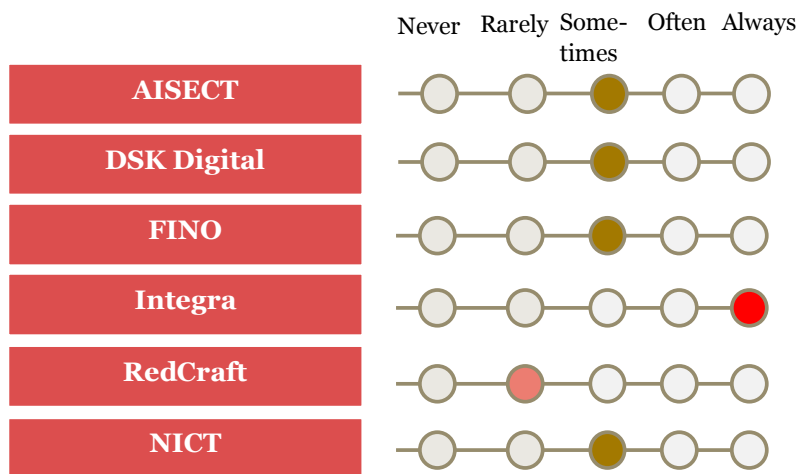 Never Rarely Some- Often Always
times
AISECT
DSK Digital
FINO
Integra
RedCraft
NICT